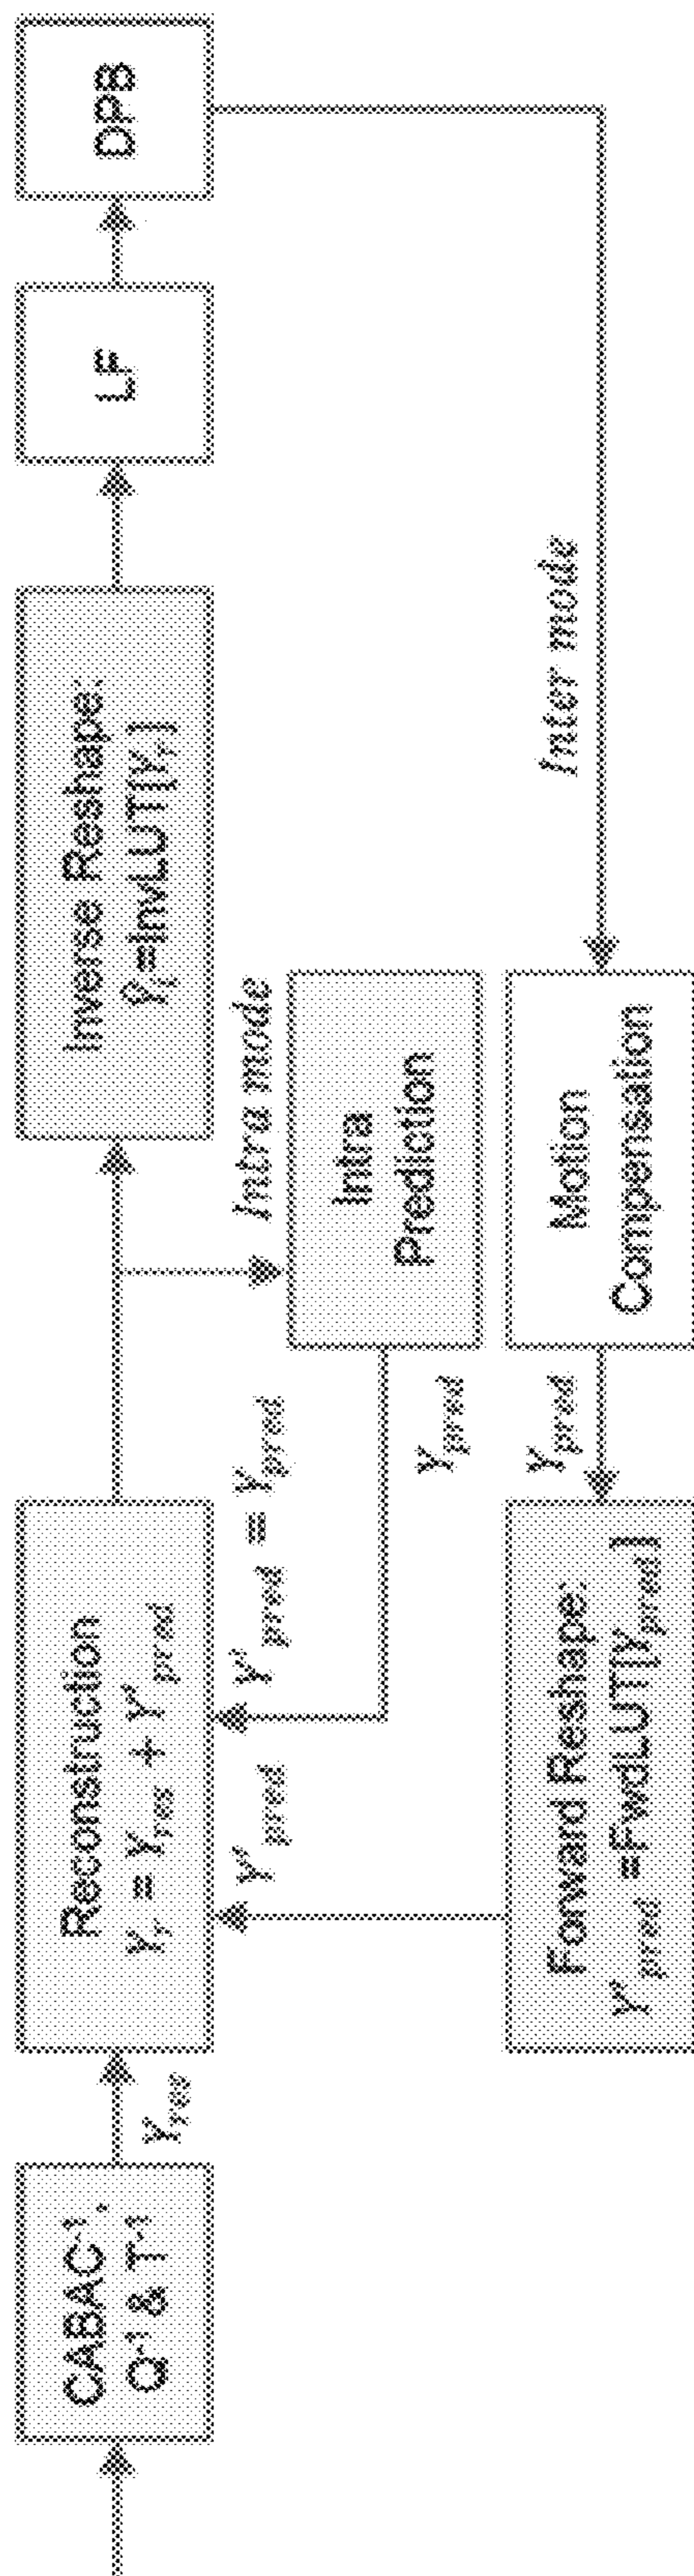 CABAC⁻¹,
Q⁻¹ & T⁻¹
Yres
Reconstruction
Yr = Yres + Y'pred
Y'pred
Y'pred = Ypred
Inverse Reshape:
Ŷi=InvLUT[Yr]
LF
DPB
Intra mode
Intra
Prediction
Ypred
Inter mode
Motion
Compensation
Ypred
Forward Reshape:
Y'pred =FwdLUT[Ypred]